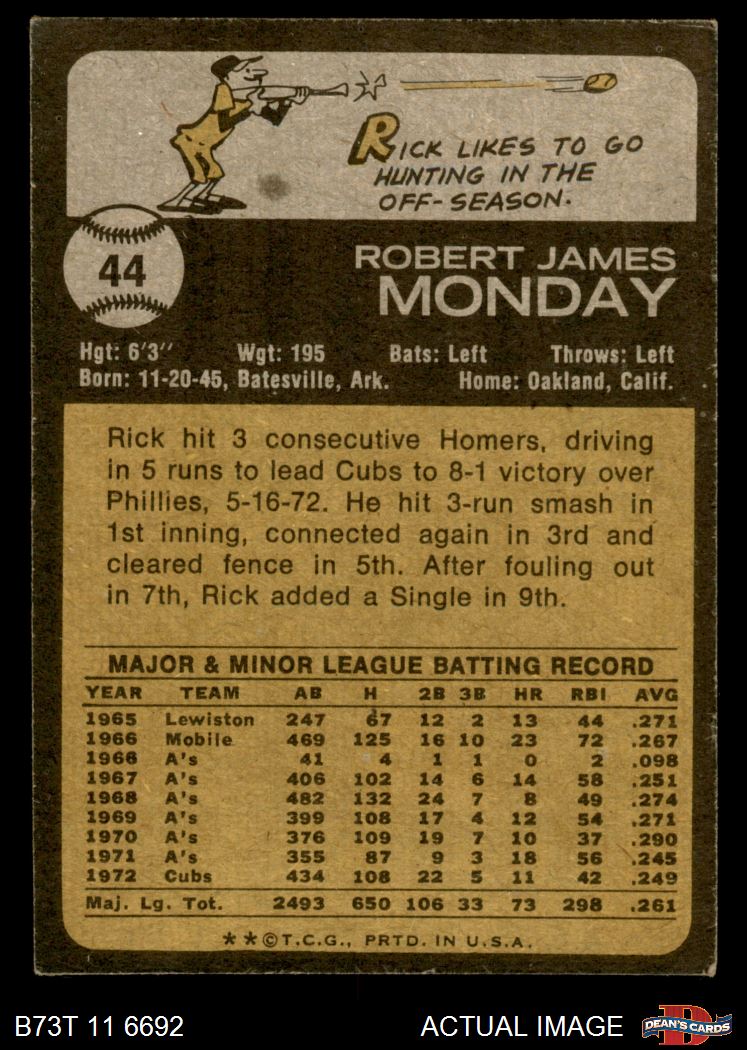 RICK LIKES TO GO
HUNTING IN THE
OFF-SEASON.
44
ROBERT JAMES
MONDAY
Hgt: 6'3" Wgt: 195 Bats: Left Throws: Left
Born: 11-20-45, Batesville, Ark. Home: Oakland, Calif.
Rick hit 3 consecutive Homers, driving
in 5 runs to lead Cubs to 8-1 victory over
Phillies, 5-16-72. He hit 3-run smash in
1st inning, connected again in 3rd and
cleared fence in 5th. After fouling out
in 7th, Rick added a Single in 9th.
MAJOR & MINOR LEAGUE BATTING RECORD
YEAR TEAM AB H 2B 3B HR RBI AVG
1965 Lewiston 247 67 12 2 13 44 .271
1966 Mobile 469 125 16 10 23 72 .267
1966 A's 41 4 1 1 0 2 .098
1967 A's 406 102 14 6 14 58 .251
1968 A's 482 132 24 7 8 49 .274
1969 A's 399 108 17 4 12 54 .271
1970 A's 376 109 19 7 10 37 .290
1971 A's 355 87 9 3 18 56 .245
1972 Cubs 434 108 22 5 11 42 .249
Maj. Lg. Tot. 2493 650 106 33 73 298 .261
**©T.C.G., PRTD. IN U.S.A.
B73T 11 6692 ACTUAL IMAGE
DEAN'S CARDS